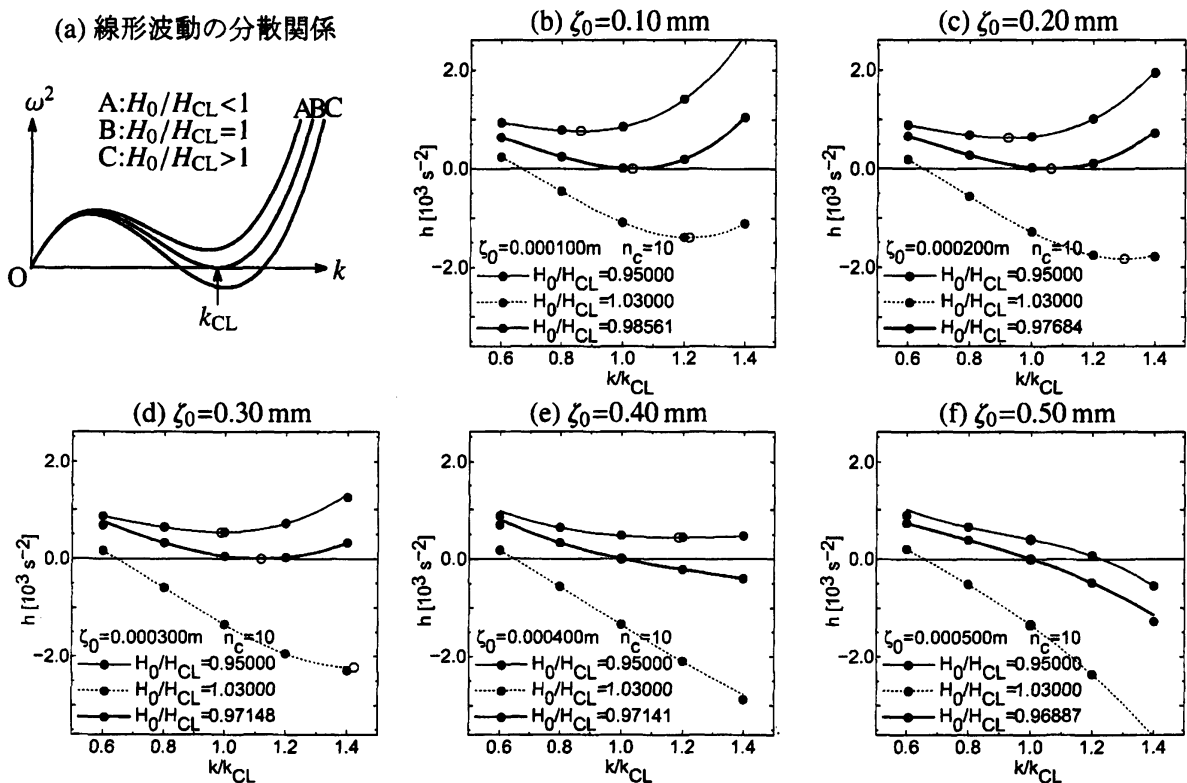 (a) 線形波動の分散関係
ω²
A:H₀/H_CL<1
B:H₀/H_CL=1
C:H₀/H_CL>1
ABC
O
k
k_CL
(b) ζ₀=0.10 mm
2.0
0.0
−2.0
h [10³ s⁻²]
ζ₀=0.000100m n_c=10
H₀/H_CL=0.95000
H₀/H_CL=1.03000
H₀/H_CL=0.98561
0.6 0.8 1.0 1.2 1.4
k/k_CL
(c) ζ₀=0.20 mm
2.0
0.0
−2.0
h [10³ s⁻²]
ζ₀=0.000200m n_c=10
H₀/H_CL=0.95000
H₀/H_CL=1.03000
H₀/H_CL=0.97684
0.6 0.8 1.0 1.2 1.4
k/k_CL
(d) ζ₀=0.30 mm
2.0
0.0
−2.0
h [10³ s⁻²]
ζ₀=0.000300m n_c=10
H₀/H_CL=0.95000
H₀/H_CL=1.03000
H₀/H_CL=0.97148
0.6 0.8 1.0 1.2 1.4
k/k_CL
(e) ζ₀=0.40 mm
2.0
0.0
−2.0
h [10³ s⁻²]
ζ₀=0.000400m n_c=10
H₀/H_CL=0.95000
H₀/H_CL=1.03000
H₀/H_CL=0.97141
0.6 0.8 1.0 1.2 1.4
k/k_CL
(f) ζ₀=0.50 mm
2.0
0.0
−2.0
h [10³ s⁻²]
ζ₀=0.000500m n_c=10
H₀/H_CL=0.95000
H₀/H_CL=1.03000
H₀/H_CL=0.96887
0.6 0.8 1.0 1.2 1.4
k/k_CL